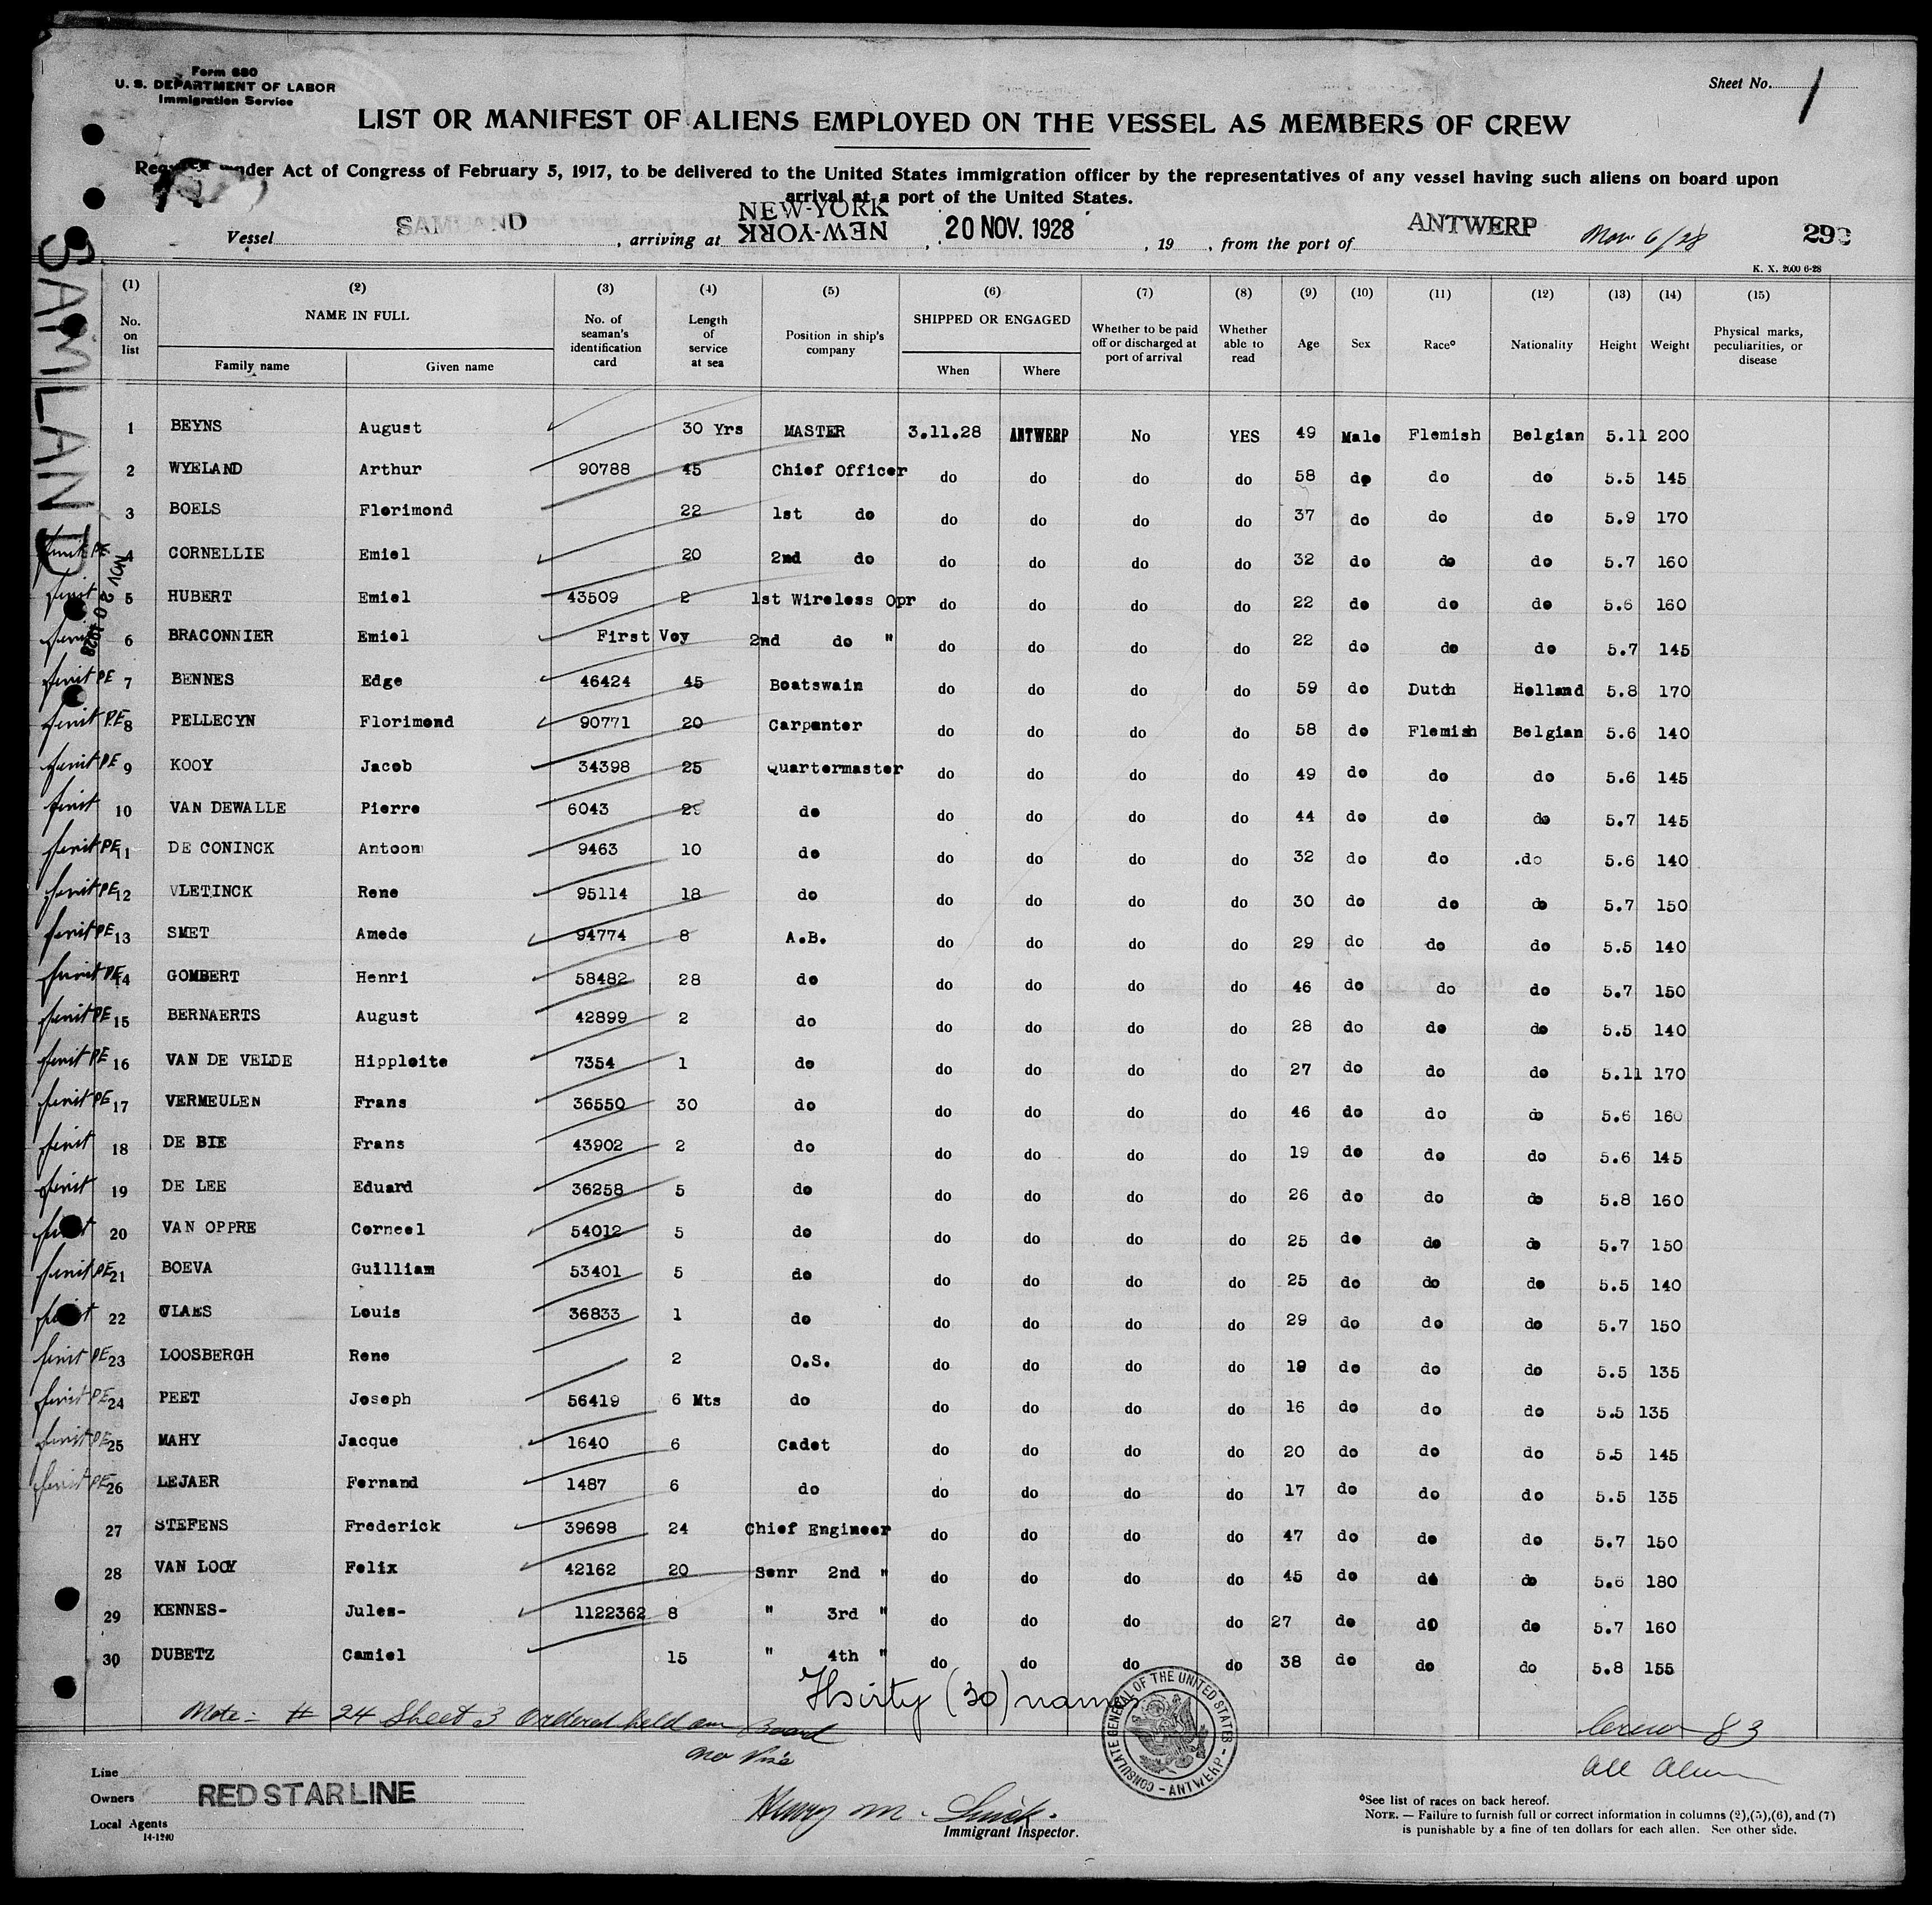 Form 680
U. S. DEPARTMENT OF LABOR
Immigration Service
Sheet No. 1
LIST OR MANIFEST OF ALIENS EMPLOYED ON THE VESSEL AS MEMBERS OF CREW
under Act of Congress of February 5, 1917, to be delivered to the United States immigration officer by the representatives of any vessel having such aliens on board upon
arrival at a port of the United States.
Vessel SAMLAND, arriving at NEW-YORK NEW-YORK, 20 NOV. 1928, 19 , from the port of ANTWERP Nov. 6/28
K. X. 2000 6-28
SAMLAND
NOV 20 1928
(1) (2) (3) (4) (5) (6) (7) (8) (9) (10) (11) (12) (13) (14) (15)
No. on list NAME IN FULL No. of seaman's identification card Length of service at sea Position in ship's company SHIPPED OR ENGAGED Whether to be paid off or discharged at port of arrival Whether able to read Age Sex Race* Nationality Height Weight Physical marks, peculiarities, or disease
Family name Given name When Where
1 BEYNS August 30 Yrs MASTER 3.11.28 ANTWERP No YES 49 Male Flemish Belgian 5.11 200
2 WYELAND Arthur 90788 45 Chief Officer do do do do 58 do do do 5.5 145
3 BOELS Florimond 22 1st do do do do do 37 do do do 5.9 170
4 CORNELLIE Emiel 20 2nd do do do do do 32 do do do 5.7 160
5 HUBERT Emiel 43509 2 1st Wireless Opr do do do do 22 do do do 5.6 160
6 BRACONNIER Emiel First Voy 2nd do " do do do do 22 do do do 5.7 145
7 BENNES Edge 46424 45 Boatswain do do do do 59 do Dutch Holland 5.8 170
8 PELLECYN Florimond 90771 20 Carpenter do do do do 58 do Flemish Belgian 5.6 140
9 KOOY Jacob 34398 25 Quartermaster do do do do 49 do do do 5.6 145
10 VAN DEWALLE Pierre 6043 do do do do do 44 do do do 5.7 145
11 DE CONINCK Antoon 9463 10 do do do do do 32 do do .do 5.6 140
12 VLETINCK Rene 95114 18 do do do do do 30 do do do 5.7 150
13 SMET Amede 94774 8 A.B. do do do do 29 do do do 5.5 140
14 GOMBERT Henri 58482 28 do do do do do 46 do do do 5.7 150
15 BERNAERTS August 42899 2 do do do do do 28 do do do 5.5 140
16 VAN DE VELDE Hipploite 7354 1 do do do do do 27 do do do 5.11 170
17 VERMEULEN Frans 36550 30 do do do do do 46 do do do 5.6 160
18 DE BIE Frans 43902 2 do do do do do 19 do do do 5.6 145
19 DE LEE Eduard 36258 5 do do do do do 26 do do do 5.8 160
20 VAN OPPRE Corneel 54012 5 do do do do do 25 do do do 5.7 150
21 BOEVA Guilliam 53401 5 do do do do do 25 do do do 5.5 140
22 CLAES Louis 36833 1 do do do do do 29 do do do 5.7 150
23 LOOSBERGH Rene 2 O.S. do do do do 19 do do do 5.5 135
24 PEET Joseph 56419 6 Mts do do do do do 16 do do do 5.5 135
25 MAHY Jacque 1640 6 Cadet do do do do 20 do do do 5.5 145
26 LEJAER Fernand 1487 6 do do do do do 17 do do do 5.5 135
27 STEFENS Frederick 39698 24 Chief Engineer do do do do 47 do do do 5.7 150
28 VAN LOOY Felix 42162 20 Senr 2nd " do do do do 45 do do do 5.6 180
29 KENNES- Jules- 1122362 8 " 3rd " do do do do 27 do do do 5.7 160
30 DUBETZ Camiel 15 " 4th " do do do do 38 do do do 5.8 155
Thirty (30) names
Note:- # 24 Sheet 3 Ordered held on Board
no Visa
CONSULATE GENERAL OF THE UNITED STATES - ANTWERP -
Crew 83
All Aliens
Line
Owners RED STAR LINE
Local Agents
14-1240
Henry M.
Immigrant Inspector.
*See list of races on back hereof.
NOTE. — Failure to furnish full or correct information in columns (2),(5),(6), and (7)
is punishable by a fine of ten dollars for each alien. See other side.